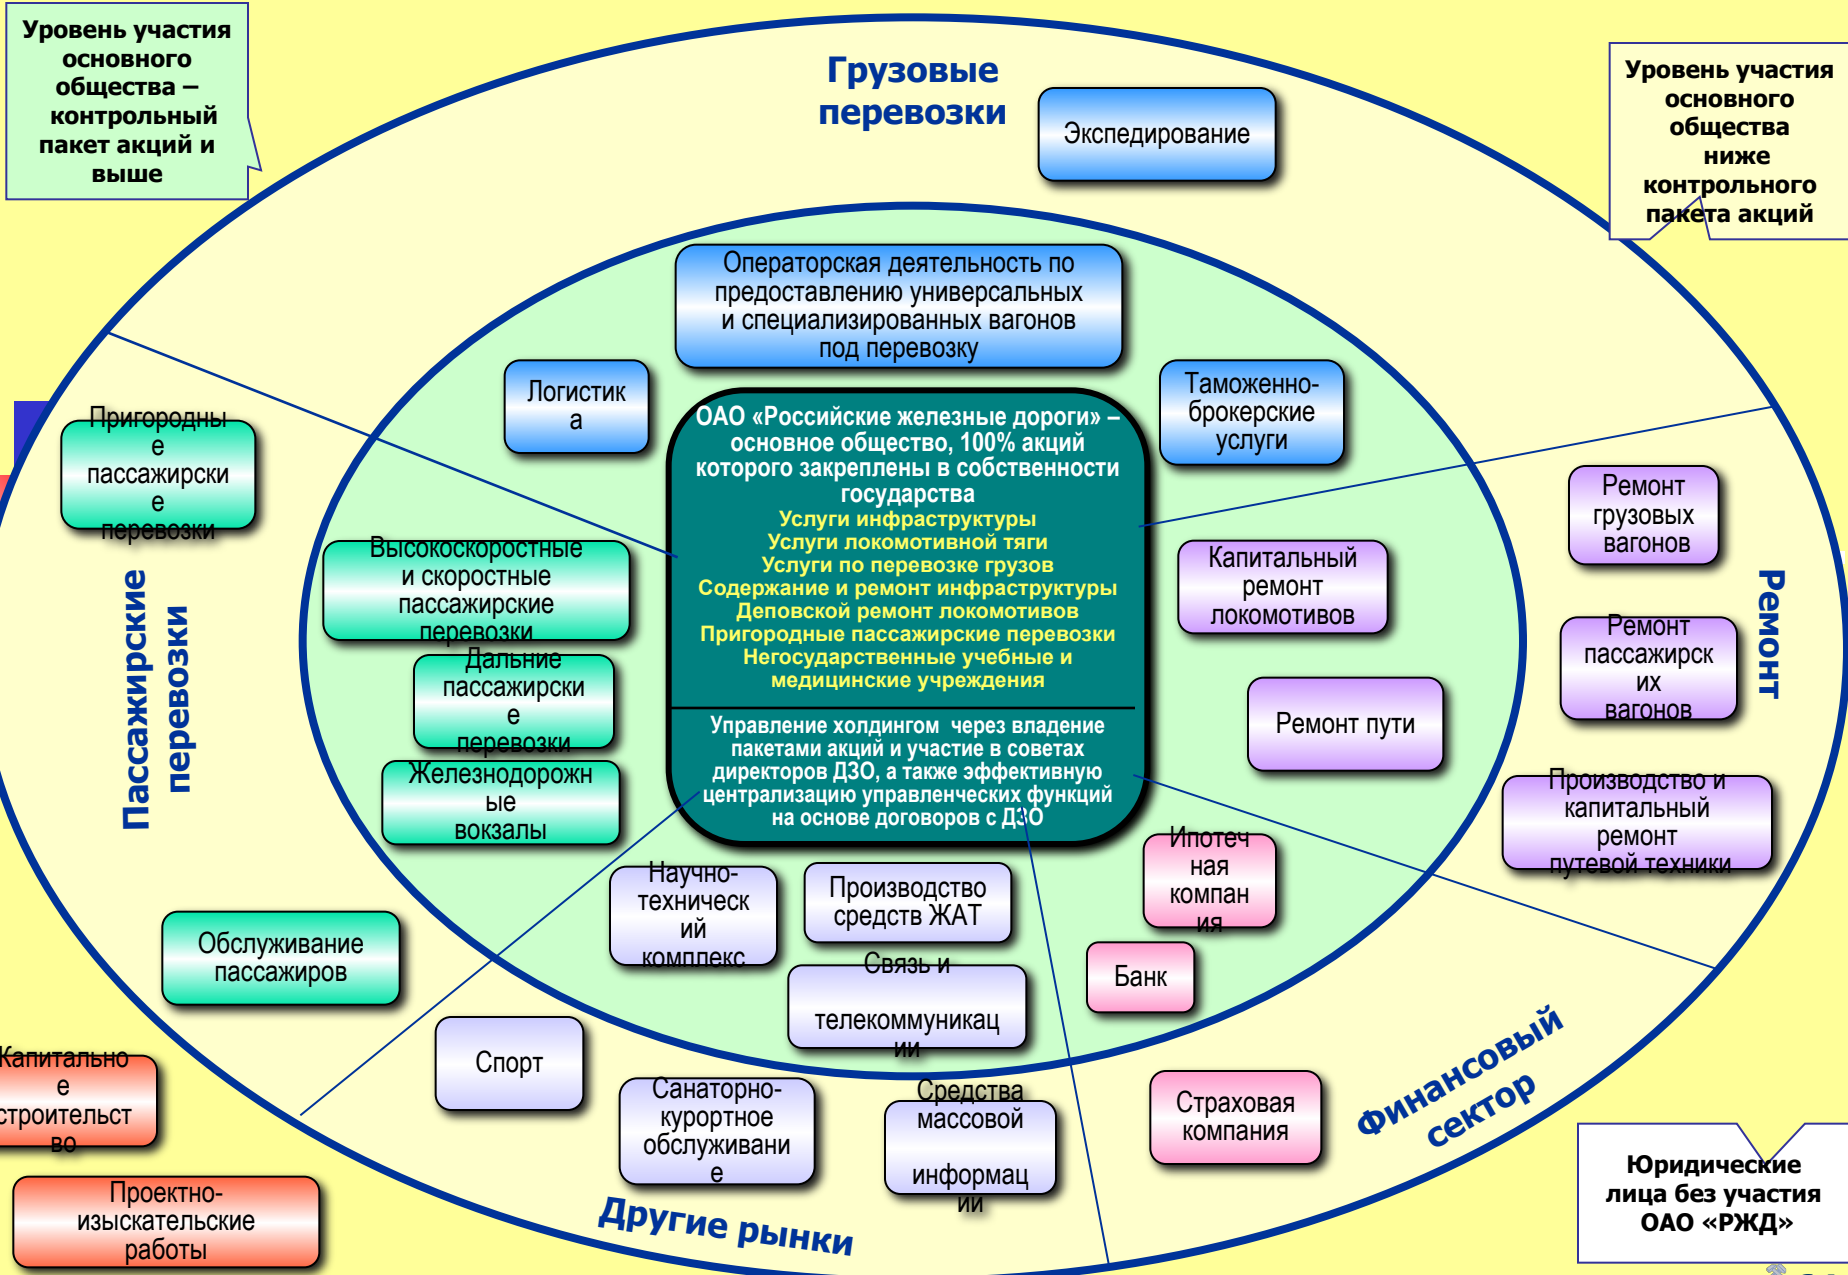 Уровень участия
основного
общества –
контрольный
пакет акций и
выше
Грузовые
перевозки
Экспедирование
Уровень участия
основного
общества
ниже
контрольного
пакета акций
Операторская деятельность по
предоставлению универсальных
и специализированных вагонов
под перевозку
Логистик
а
Таможенно-
брокерские
услуги
ОАО «Российские железные дороги» –
основное общество, 100% акций
которого закреплены в собственности
государства
Услуги инфраструктуры
Услуги локомотивной тяги
Услуги по перевозке грузов
Содержание и ремонт инфраструктуры
Деповской ремонт локомотивов
Пригородные пассажирские перевозки
Негосударственные учебные и
медицинские учреждения
Управление холдингом через владение
пакетами акций и участие в советах
директоров ДЗО, а также эффективную
централизацию управленческих функций
на основе договоров с ДЗО
Пригородны
е
пассажирски
е
перевозки
Высокоскоростные
и скоростные
пассажирские
перевозки
Дальние
пассажирски
е
перевозки
Железнодорожн
ые
вокзалы
Пассажирские
перевозки
Обслуживание
пассажиров
Капитальный
ремонт
локомотивов
Ремонт пути
Ремонт
грузовых
вагонов
Ремонт
пассажирск
их
вагонов
Производство и
капитальный
ремонт
путевой техники
Ремонт
Научно-
техническ
ий
комплекс
Производство
средств ЖАТ
Связь и
телекоммуникац
ии
Ипотеч
ная
компан
ия
Банк
Спорт
Санаторно-
курортное
обслуживани
е
Средства
массовой
информац
ии
Страховая
компания
Финансовый
сектор
Другие рынки
Капитально
е
строительст
во
Проектно-
изыскательские
работы
Юридические
лица без участия
ОАО «РЖД»